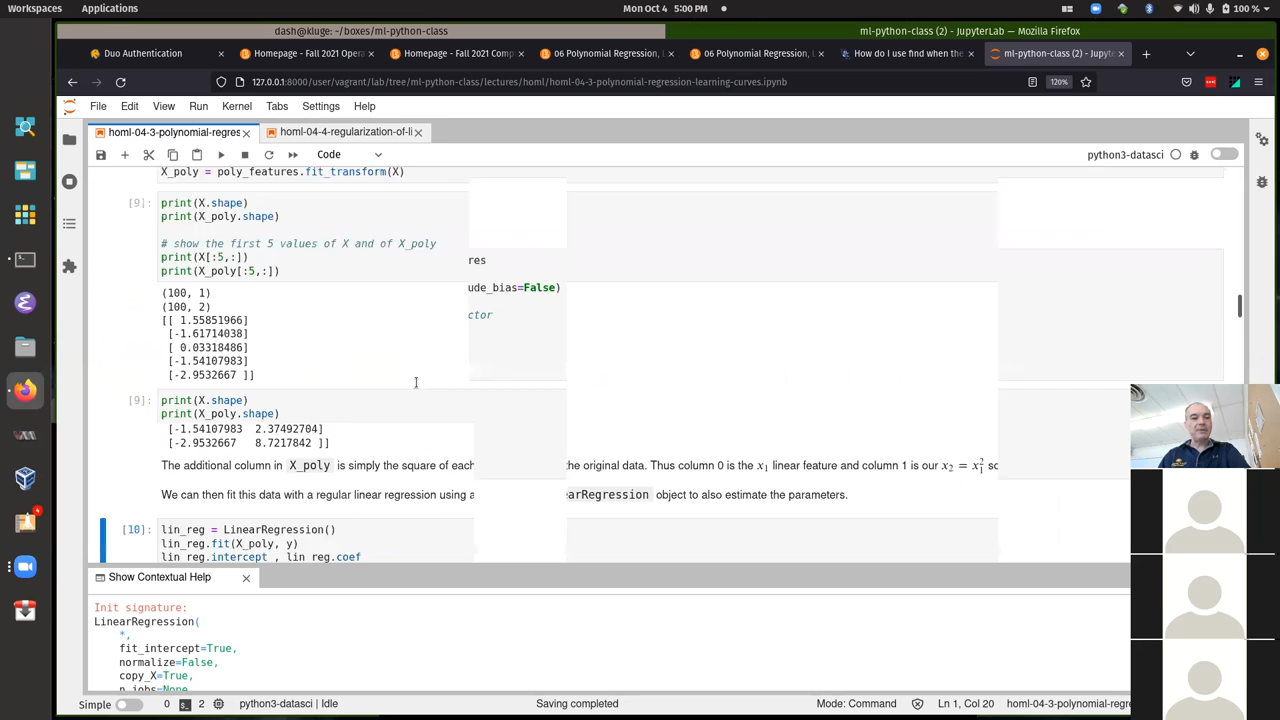 Workspaces Applications Mon Oct 4 5:00 PM 100 %
dash@kluge: ~/boxes/ml-python-class ml-python-class (2) - JupyterLab — Mozilla Firefox
Duo Authentication Homepage - Fall 2021 Oper Homepage - Fall 2021 Comp 06 Polynomial Regression, L 06 Polynomial Regression, L How do I use find when the ml-python-class (2) - Jupyter
127.0.0.1:8000/user/vagrant/lab/tree/ml-python-class/lectures/homl/homl-04-3-polynomial-regression-learning-curves.ipynb 120%
File Edit View Run Kernel Tabs Settings Help
homl-04-3-polynomial-regres homl-04-4-regularization-of-li
Code python3-datasci
X_poly = poly_features.fit_transform(X)
[9]: print(X.shape)
print(X_poly.shape)
# show the first 5 values of X and of X_poly
print(X[:5,:])
res
print(X_poly[:5,:])
ude_bias=False)
(100, 1)
(100, 2)
ctor
[[ 1.55851966]
[-1.61714038]
[ 0.03318486]
[-1.54107983]
[-2.9532667 ]]
[9]: print(X.shape)
print(X_poly.shape)
[-1.54107983 2.37492704]
[-2.9532667 8.7217842 ]]
The additional column in X_poly is simply the square of each the original data. Thus column 0 is the x₁ linear feature and column 1 is our x₂ = x₁² sc
We can then fit this data with a regular linear regression using a earRegression object to also estimate the parameters.
[10]: lin_reg = LinearRegression()
lin_reg.fit(X_poly, y)
lin_reg.intercept_, lin_reg.coef_
Show Contextual Help
Init signature:
LinearRegression(
*,
fit_intercept=True,
normalize=False,
copy_X=True,
n_jobs=None,
Simple 0 2 python3-datasci | Idle Saving completed Mode: Command Ln 1, Col 20 homl-04-3-polynomial-regre